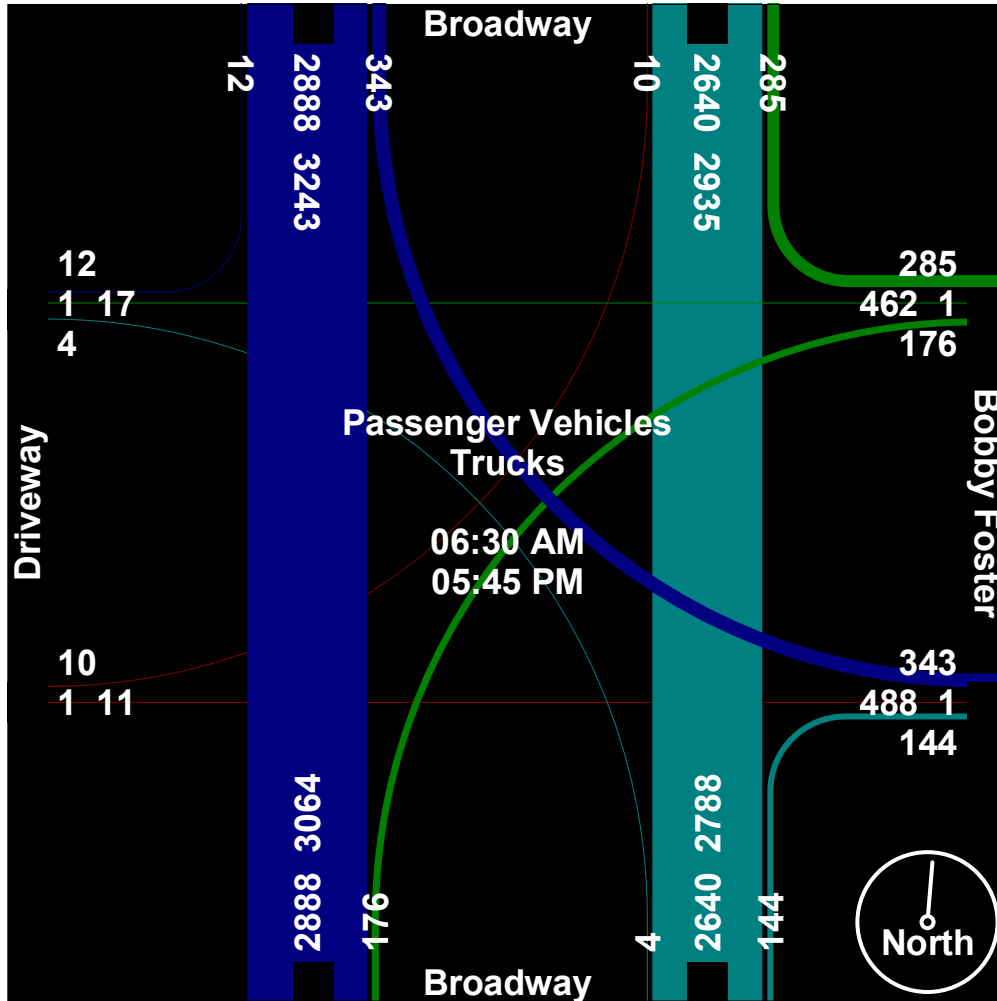 Broadway
12
2888 3243
343
10
2640 2935
285
12
1 17
4
285
462 1
176
Passenger Vehicles
Trucks
06:30 AM
05:45 PM
Driveway
Bobby Foster
10
1 11
343
488 1
144
2888 3064
176
4
2640 2788
144
North
Broadway